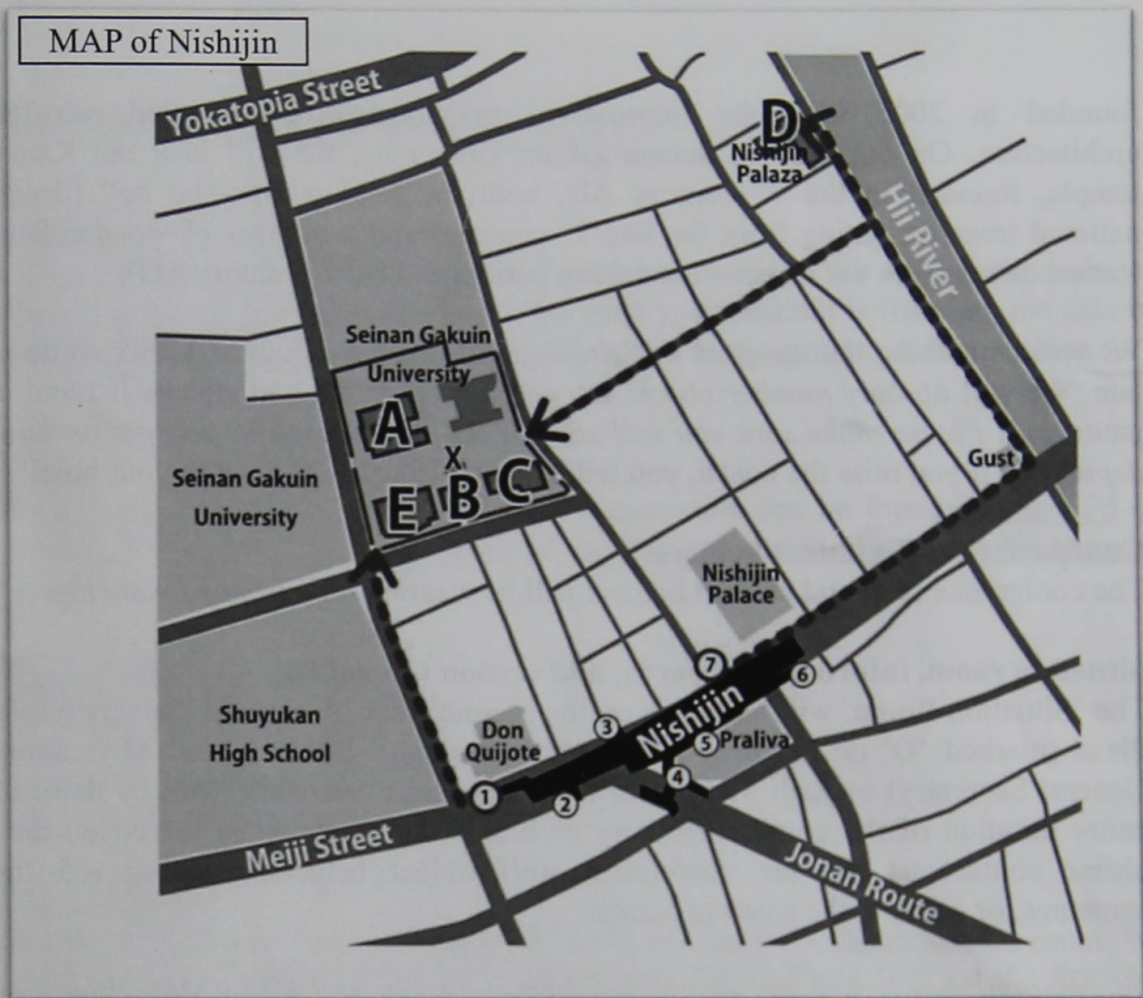 MAP of Nishijin
Yokatopia Street
D
Nishijin
Palaza
Hii River
Seinan Gakuin
University
A
X
C
B
E
Seinan Gakuin
University
Gust
Nishijin
Palace
7
6
Nishijin
3
5 Praliva
4
Shuyukan
High School
Don
Quijote
1
2
Meiji Street
Jonan Route